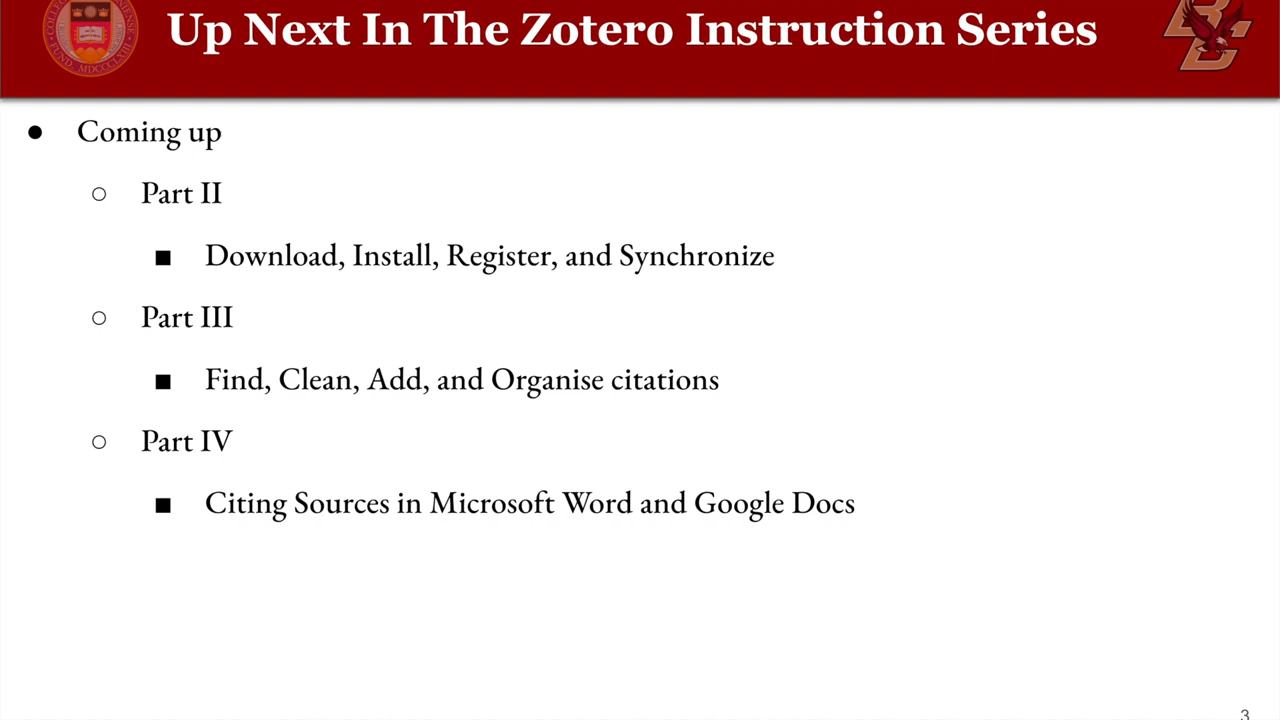 Up Next In The Zotero Instruction Series
● Coming up
○ Part II
■ Download, Install, Register, and Synchronize
○ Part III
■ Find, Clean, Add, and Organise citations
○ Part IV
■ Citing Sources in Microsoft Word and Google Docs
3